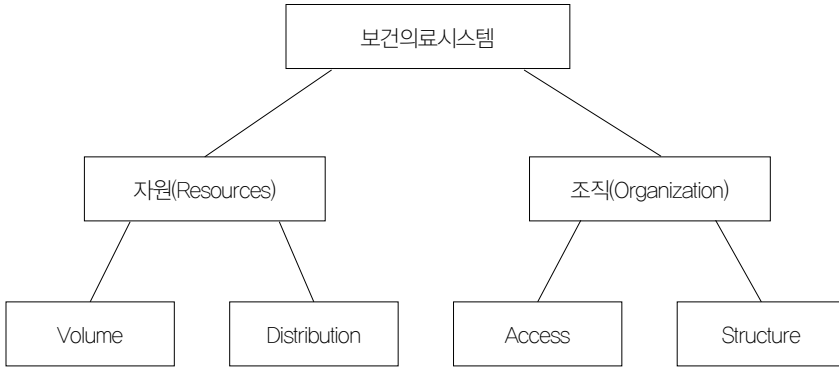 보건의료시스템
자원(Resources)
조직(Organization)
Volume
Distribution
Access
Structure